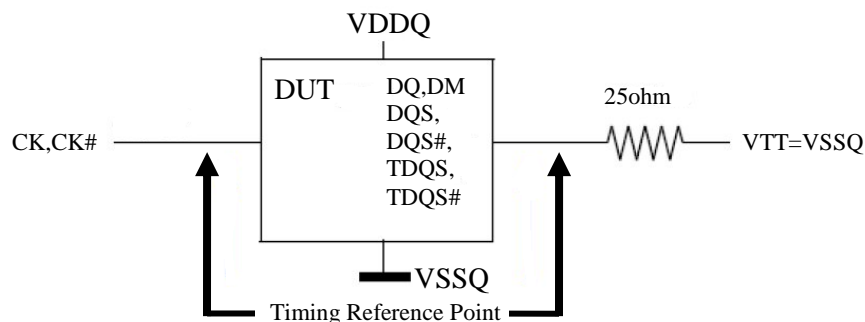 VDDQ
DUT
DQ,DM
DQS,
DQS#,
TDQS,
TDQS#
25ohm
CK,CK#
VTT=VSSQ
VSSQ
Timing Reference Point